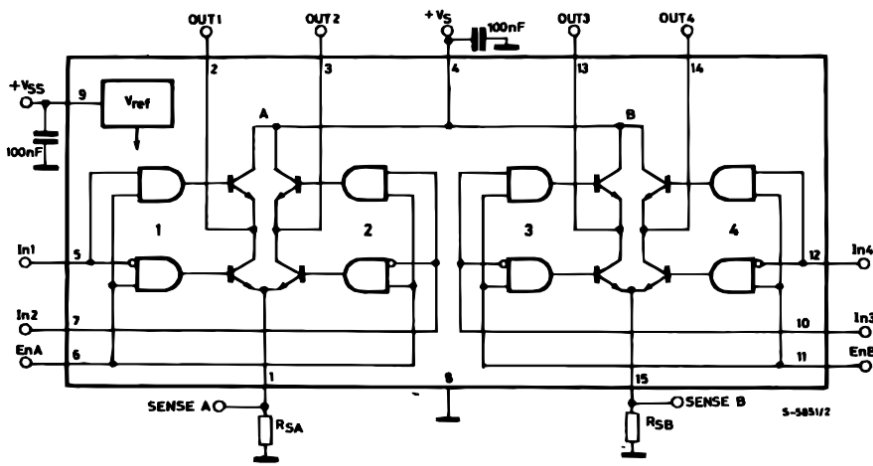 OUT1 OUT2 +VS OUT3 OUT4
100nF
2 3 4 13 14
+VSS 9 Vref
A B
100nF
1 2 3 4
In1 5 12 In4
In2 7 10 In3
EnA 6 11 EnB
1 8 15
SENSE A SENSE B
S-5851/2
RSA RSB